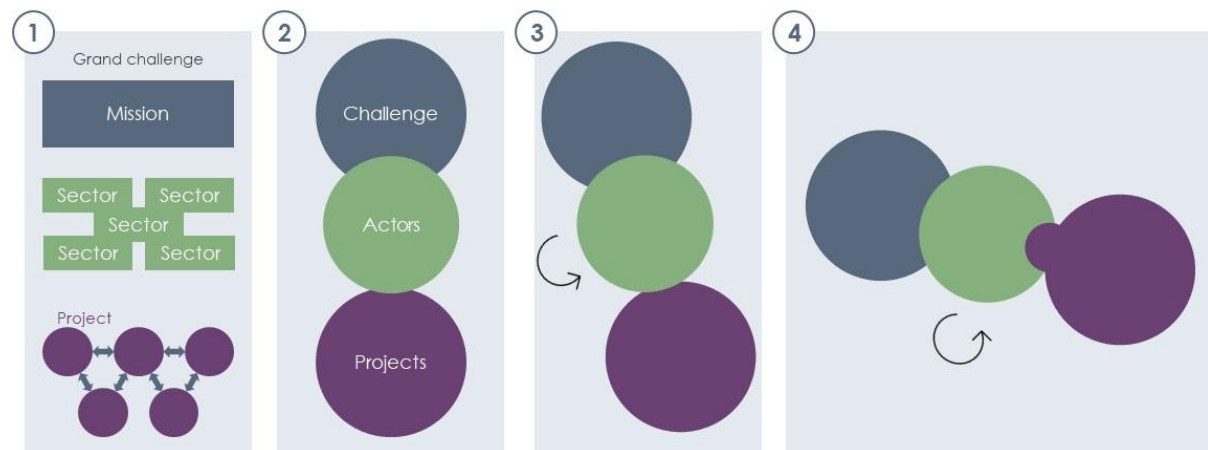 1
Grand challenge
Mission
Sector
Sector
Sector
Sector
Sector
Project
2
Challenge
Actors
Projects
3
4